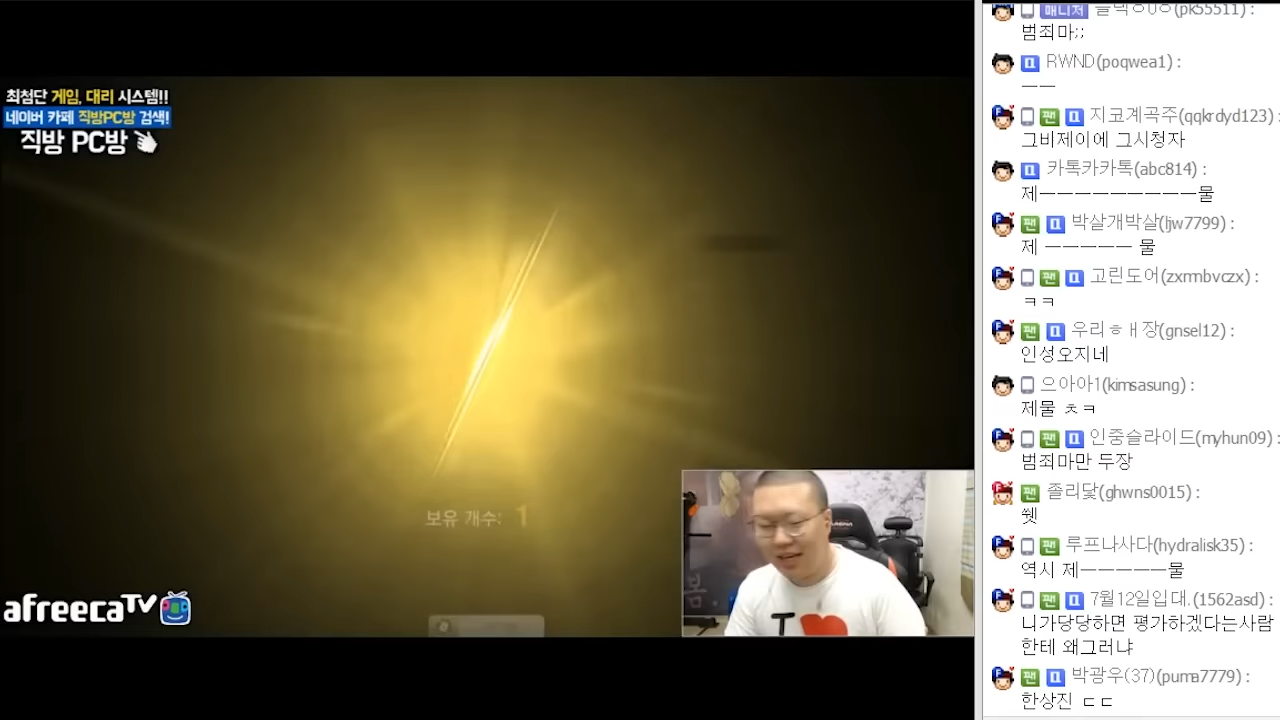 최첨단 게임, 대리 시스템!!
네이버 카페 직방PC방 검색!
직방 PC방
보유 개수: 1
afreecaTV
I
봄.
매니저
(pk55511) :
범죄마;;
RWND(poqwea1) :
ㅡㅡ
팬 지코계곡주(qqkrdyd123) :
그비제이에 그시청자
카톡카카톡(abc814) :
제ㅡㅡㅡㅡㅡㅡㅡㅡㅡ물
팬 박살개박살(ljw7799) :
제 ㅡㅡㅡㅡㅡ 물
팬 고린도어(zxmnbvczx) :
ㅋㅋ
팬 우리ㅎㅐ장(gnsel12) :
인성오지네
으아아1(kimsasung) :
제물 ㅊㅋ
팬 인중슬라이드(myhun09) :
범죄마만 두장
팬 졸리닻(ghwns0015) :
쒯
팬 루프나사다(hydralisk35) :
역시 제ㅡㅡㅡㅡㅡ물
팬 7월12일입대.(1562asd) :
니가당당하면 평가하겠다는사람
한테 왜그러냐
팬 박광우(37)(puma7779) :
한상진 ㄷㄷ